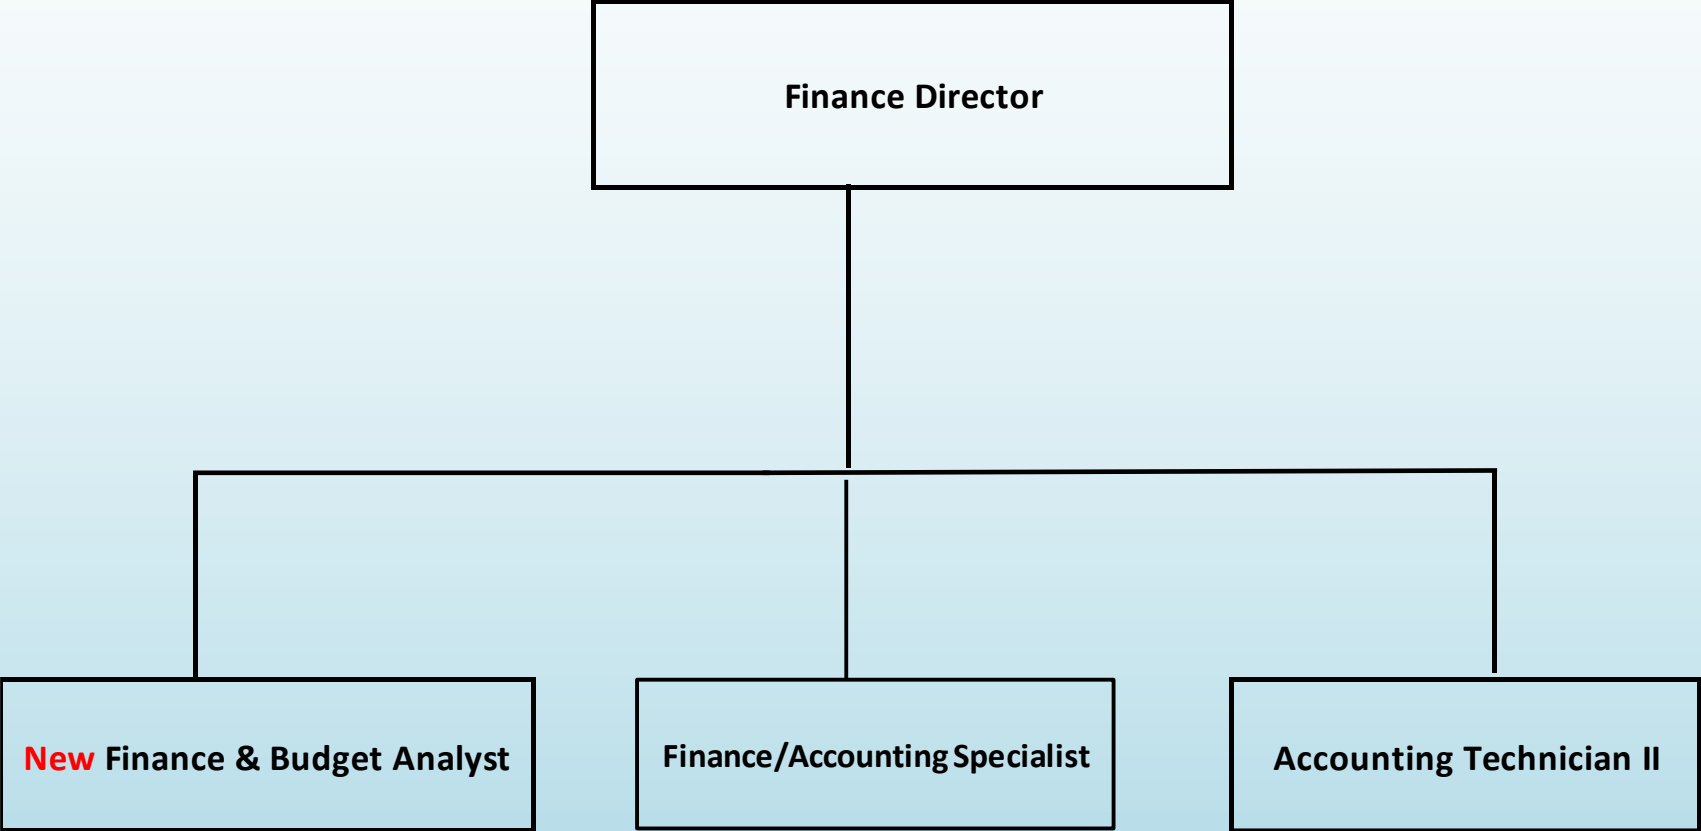 Finance Director
New Finance & Budget Analyst
Finance/Accounting Specialist
Accounting Technician II